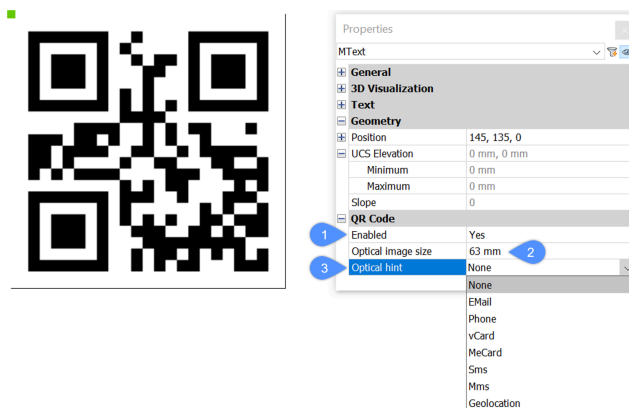 Properties
MText
General
3D Visualization
Text
Geometry
Position 145, 135, 0
UCS Elevation 0 mm, 0 mm
Minimum 0 mm
Maximum 0 mm
Slope 0
QR Code
1 Enabled Yes
Optical image size 63 mm 2
3 Optical hint None
None
EMail
Phone
vCard
MeCard
Sms
Mms
Geolocation